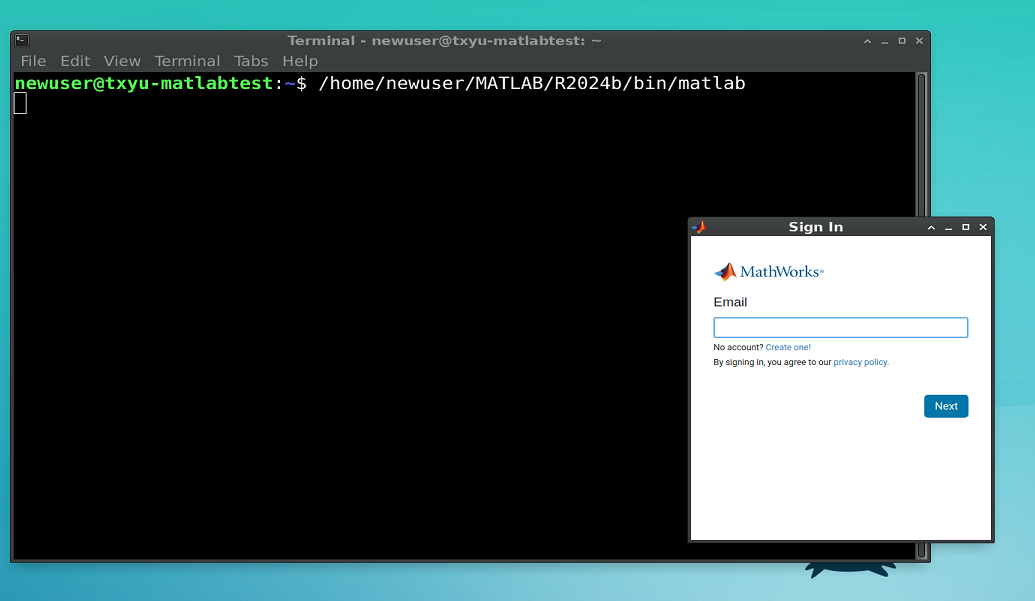 Terminal - newuser@txyu-matlabtest: ~
File Edit View Terminal Tabs Help
newuser@txyu-matlabtest:~$ /home/newuser/MATLAB/R2024b/bin/matlab
Sign In
MathWorks®
Email
No account? Create one!
By signing in, you agree to our privacy policy.
Next